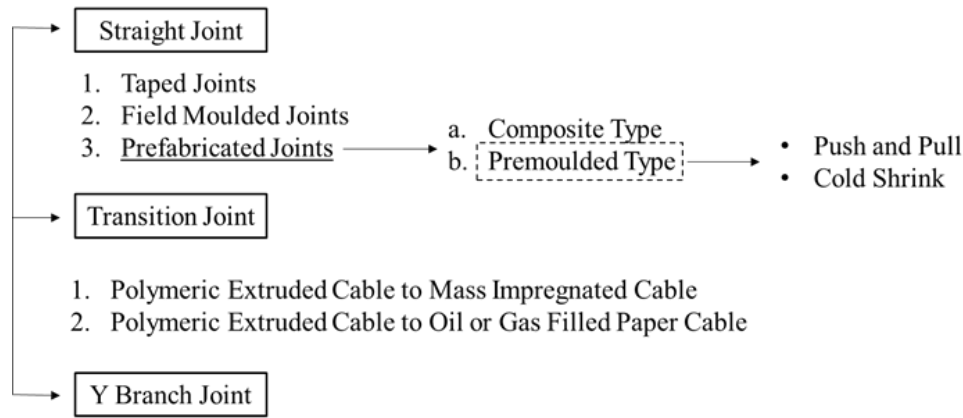 Straight Joint
1. Taped Joints
2. Field Moulded Joints
3. Prefabricated Joints
a. Composite Type
b. Premoulded Type
• Push and Pull
• Cold Shrink
Transition Joint
1. Polymeric Extruded Cable to Mass Impregnated Cable
2. Polymeric Extruded Cable to Oil or Gas Filled Paper Cable
Y Branch Joint